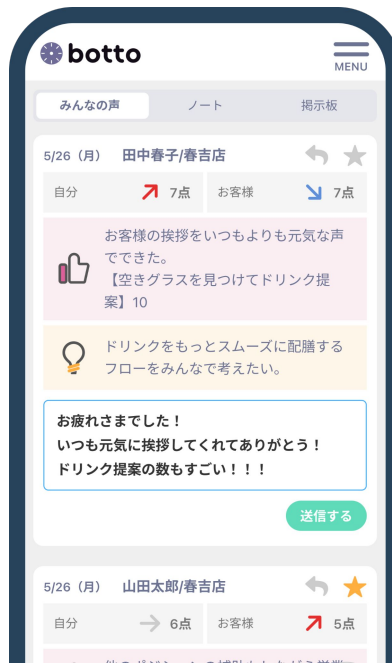 botto
MENU
みんなの声 ノート 掲示板
5/26（月） 田中春子/春吉店
自分 7点 お客様 7点
お客様の挨拶をいつもよりも元気な声
でできた。
【空きグラスを見つけてドリンク提
案】10
ドリンクをもっとスムーズに配膳する
フローをみんなで考えたい。
お疲れさまでした！
いつも元気に挨拶してくれてありがとう！
ドリンク提案の数もすごい！！！
送信する
5/26（月） 山田太郎/春吉店
自分 6点 お客様 5点